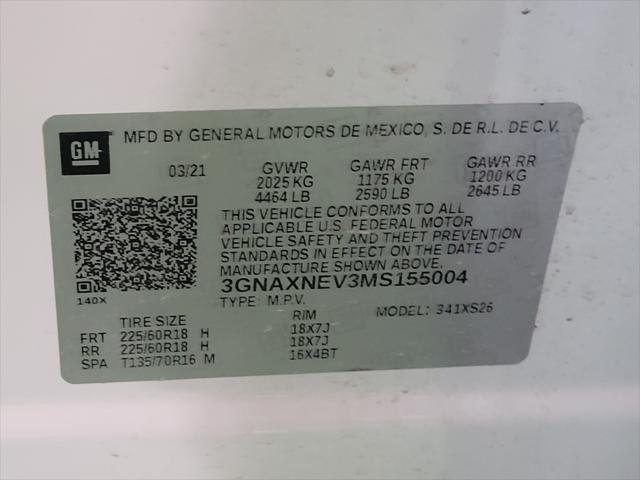 GM
MFD BY GENERAL MOTORS DE MEXICO, S. DE R.L. DE C.V.
03/21 GVWR GAWR FRT GAWR RR
2025 KG 1175 KG 1200 KG
4464 LB 2590 LB 2645 LB
THIS VEHICLE CONFORMS TO ALL
APPLICABLE U.S. FEDERAL MOTOR
VEHICLE SAFETY AND THEFT PREVENTION
STANDARDS IN EFFECT ON THE DATE OF
MANUFACTURE SHOWN ABOVE.
140X 3GNAXNEV3MS155004
TYPE: M.P.V. MODEL: 341XS26
TIRE SIZE RIM
FRT 225/60R18 H 18X7J
RR 225/60R18 H 18X7J
SPA T135/70R16 M 16X4BT